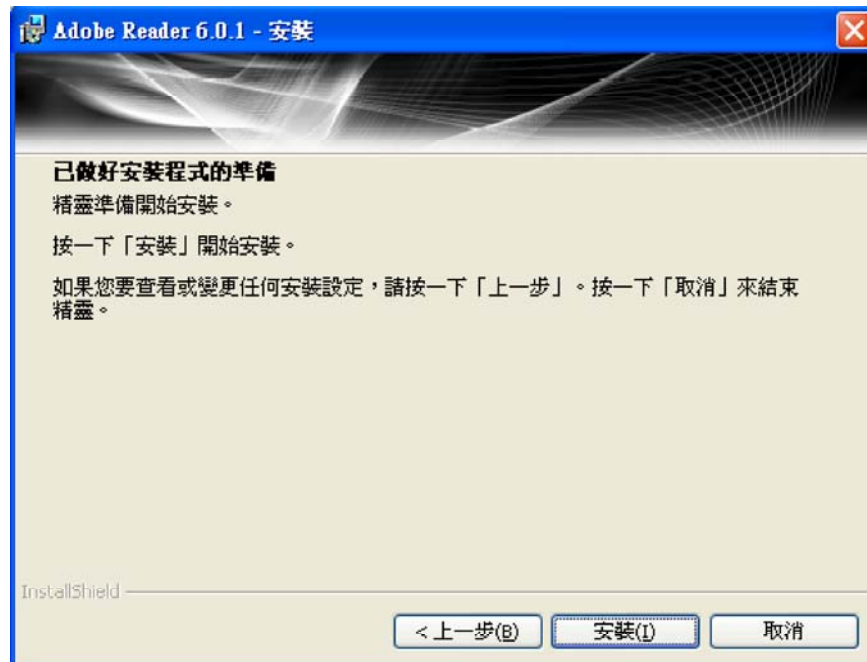 Adobe Reader 6.0.1 - 安裝
已做好安裝程式的準備
精靈準備開始安裝。
按一下「安裝」開始安裝。
如果您要查看或變更任何安裝設定，請按一下「上一步」。按一下「取消」來結束
精靈。
InstallShield
< 上一步(B)
安裝(I)
取消